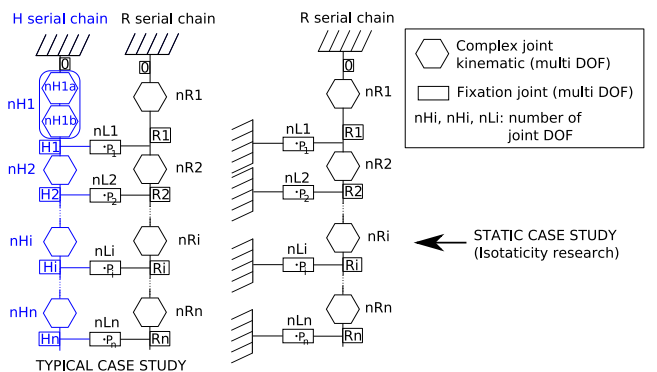 H serial chain
R serial chain
0
0
nH1
nH1a
nH1b
nR1
nL1
H1
P1
R1
nH2
nL2
nR2
H2
P2
R2
nHi
nLi
nRi
Hi
Pi
Ri
nHn
nLn
nRn
Hn
Pn
Rn
TYPICAL CASE STUDY
R serial chain
0
nR1
nL1
P1
R1
nR2
nL2
P2
R2
nRi
nLi
Pi
Ri
nRn
nLn
Pn
Rn
Complex joint
kinematic (multi DOF)
Fixation joint (multi DOF)
nHi, nHi, nLi: number of
joint DOF
STATIC CASE STUDY
(Isotaticity research)